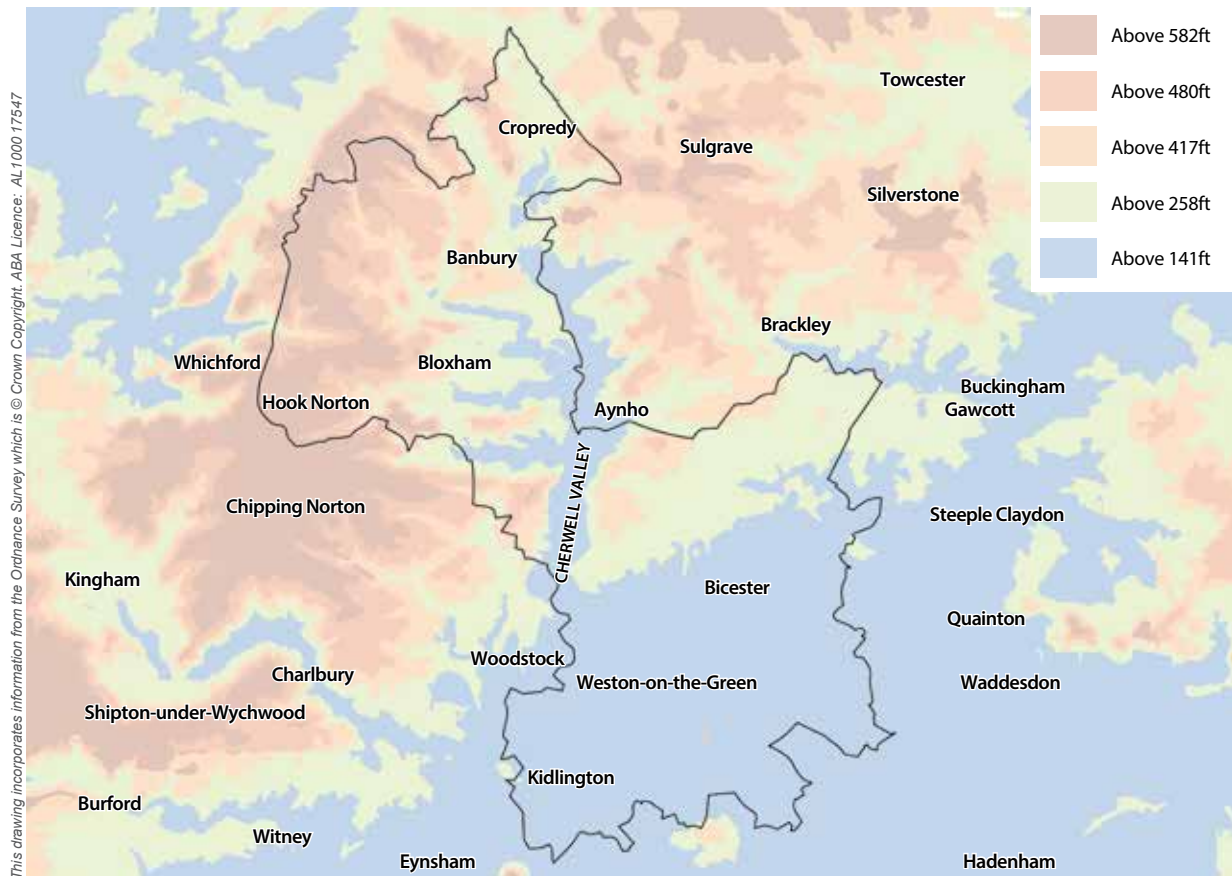 This drawing incorporates information from the Ordnance Survey which is © Crown Copyright. ABA Licence: AL1000 17547
Above 582ft
Above 480ft
Above 417ft
Above 258ft
Above 141ft
Towcester
Cropredy
Sulgrave
Silverstone
Banbury
Brackley
Whichford
Bloxham
Buckingham
Hook Norton
Aynho
Gawcott
CHERWELL VALLEY
Chipping Norton
Steeple Claydon
Kingham
Bicester
Quainton
Woodstock
Charlbury
Weston-on-the-Green
Waddesdon
Shipton-under-Wychwood
Kidlington
Burford
Witney
Eynsham
Hadenham